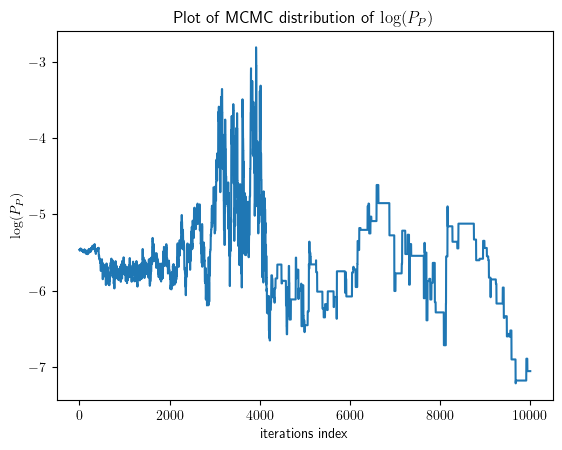 Plot of MCMC distribution of log(P_P)
−3
−4
−5
−6
−7
log(P_P)
0 2000 4000 6000 8000 10000
iterations index